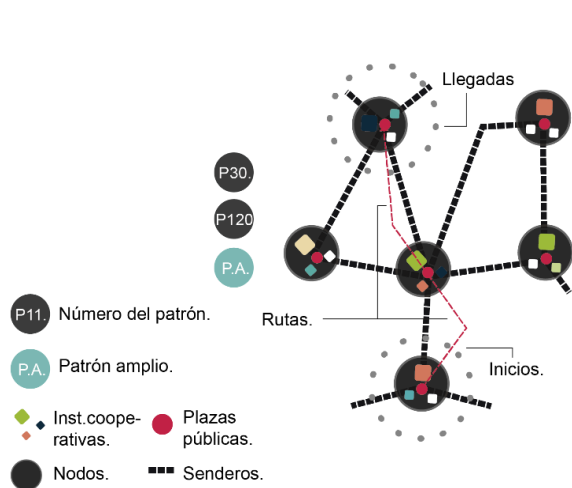 Llegadas
P30.
P120
P.A.
Rutas.
Inicios.
P11. Número del patrón.
P.A. Patrón amplio.
Inst.coope-
rativas.
Plazas
públicas.
Nodos.
Senderos.